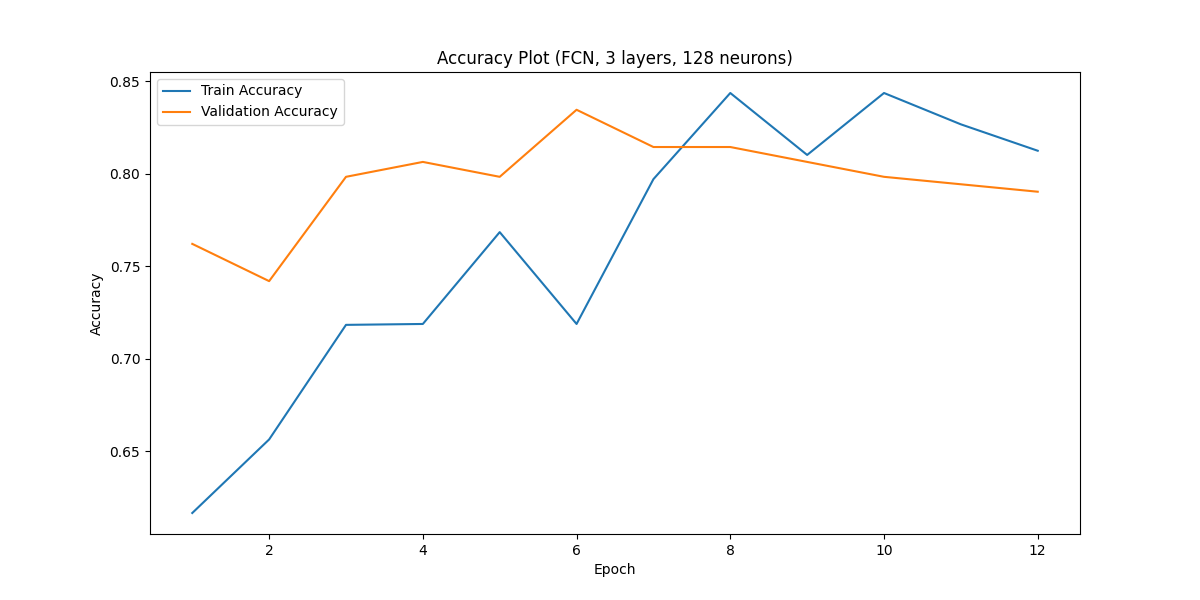 Accuracy Plot (FCN, 3 layers, 128 neurons)
Train Accuracy
Validation Accuracy
0.85
0.80
0.75
0.70
0.65
Accuracy
2 4 6 8 10 12
Epoch